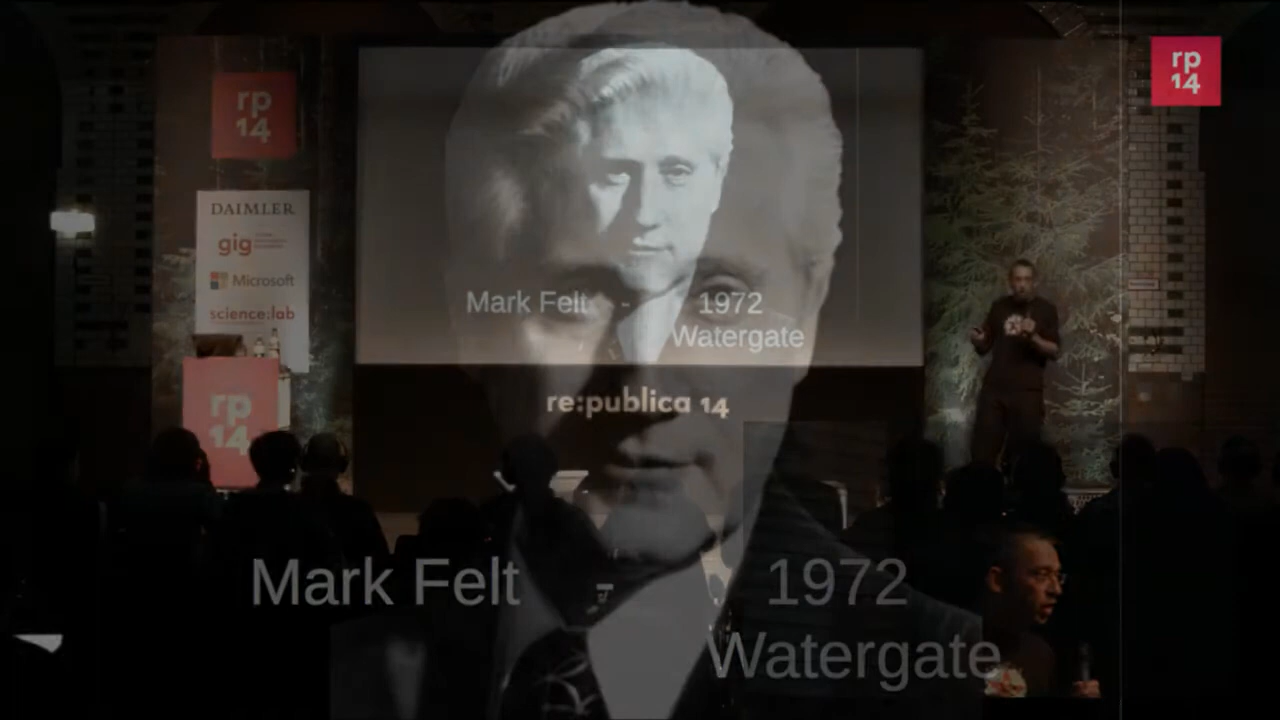 rp
14
rp
14
DAIMLER
gig
Microsoft
science:lab
rp
14
Mark Felt - 1972
Watergate
re:publica 14
Mark Felt - 1972
Watergate